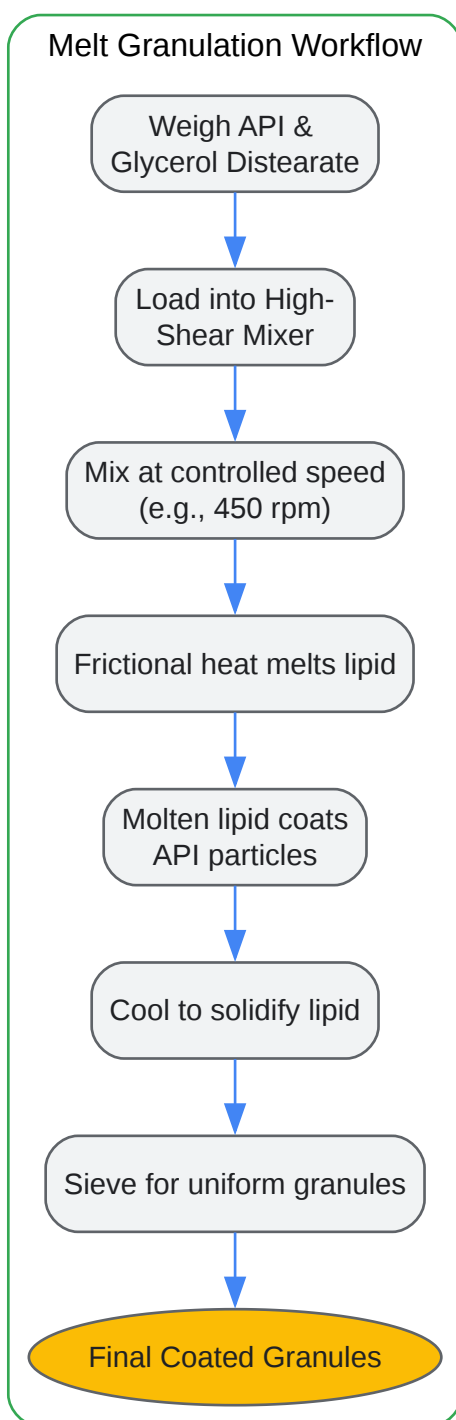 Melt Granulation Workflow
Weigh API &
Glycerol Distearate
Load into High-
Shear Mixer
Mix at controlled speed
(e.g., 450 rpm)
Frictional heat melts lipid
Molten lipid coats
API particles
Cool to solidify lipid
Sieve for uniform granules
Final Coated Granules